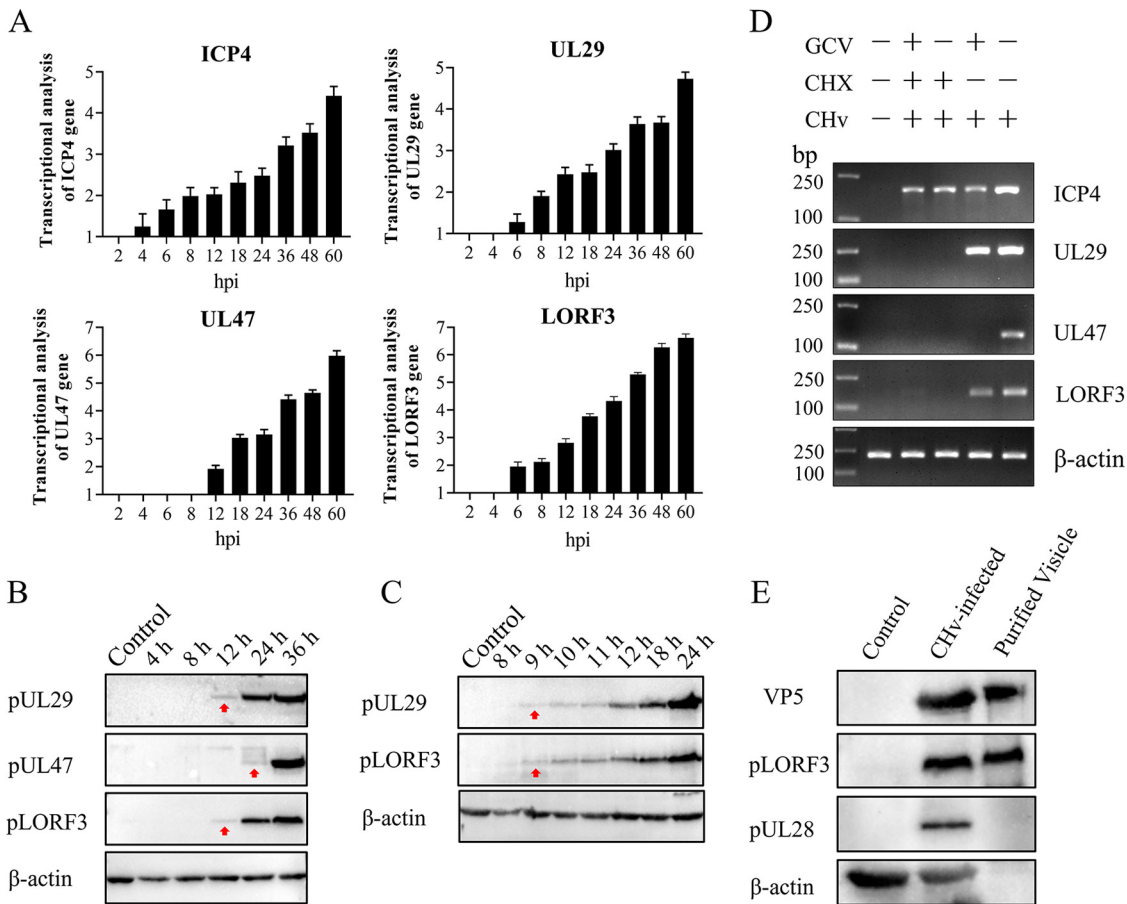 A
ICP4
Transcriptional analysis
of ICP4 gene
5
4
3
2
1
2 4 6 8 12 18 24 36 48 60
hpi
UL29
Transcriptional analysis
of UL29 gene
5
4
3
2
1
2 4 6 8 12 18 24 36 48 60
hpi
UL47
Transcriptional analysis
of UL47 gene
7
6
5
4
3
2
1
2 4 6 8 12 18 24 36 48 60
hpi
LORF3
Transcriptional analysis
of LORF3 gene
7
6
5
4
3
2
1
2 4 6 8 12 18 24 36 48 60
hpi
D
GCV − + − + −
CHX − + + − −
CHv − + + + +
bp
250
100
ICP4
250
100
UL29
250
100
UL47
250
100
LORF3
250
100
β-actin
B
Control 4 h 8 h 12 h 24 h 36 h
pUL29
pUL47
pLORF3
β-actin
C
Control 8 h 9 h 10 h 11 h 12 h 18 h 24 h
pUL29
pLORF3
β-actin
E
Control CHv-infected Purified Visicle
VP5
pLORF3
pUL28
β-actin